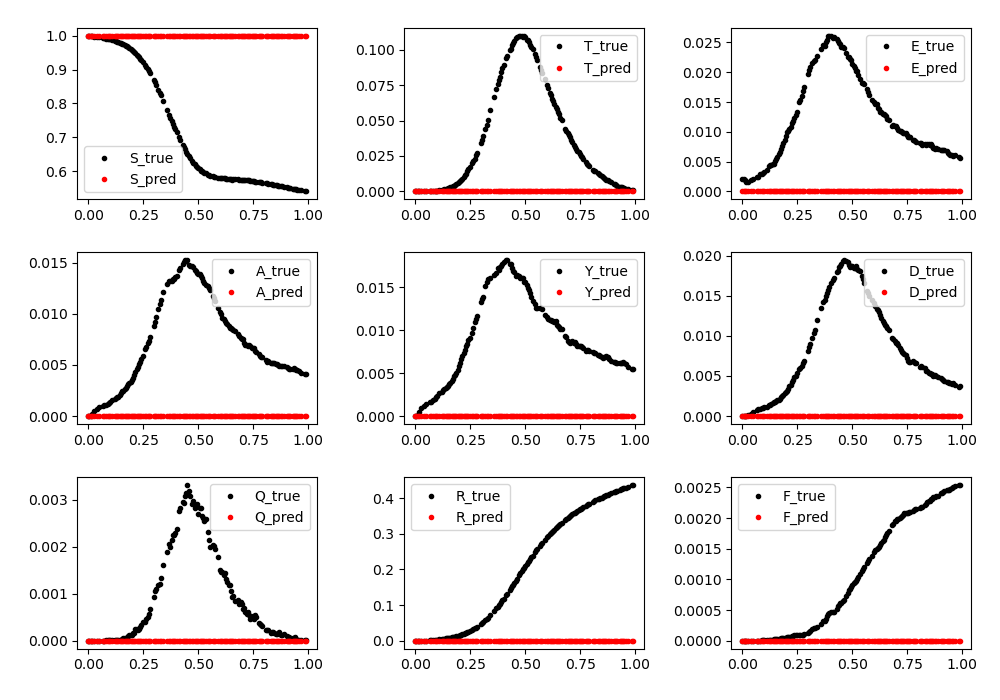 1.0
0.9
0.8
0.7
0.6
S_true
S_pred
0.00 0.25 0.50 0.75 1.00
0.100
0.075
0.050
0.025
0.000
T_true
T_pred
0.00 0.25 0.50 0.75 1.00
0.025
0.020
0.015
0.010
0.005
0.000
E_true
E_pred
0.00 0.25 0.50 0.75 1.00
0.015
0.010
0.005
0.000
A_true
A_pred
0.00 0.25 0.50 0.75 1.00
0.015
0.010
0.005
0.000
Y_true
Y_pred
0.00 0.25 0.50 0.75 1.00
0.020
0.015
0.010
0.005
0.000
D_true
D_pred
0.00 0.25 0.50 0.75 1.00
0.003
0.002
0.001
0.000
Q_true
Q_pred
0.00 0.25 0.50 0.75 1.00
0.4
0.3
0.2
0.1
0.0
R_true
R_pred
0.00 0.25 0.50 0.75 1.00
0.0025
0.0020
0.0015
0.0010
0.0005
0.0000
F_true
F_pred
0.00 0.25 0.50 0.75 1.00